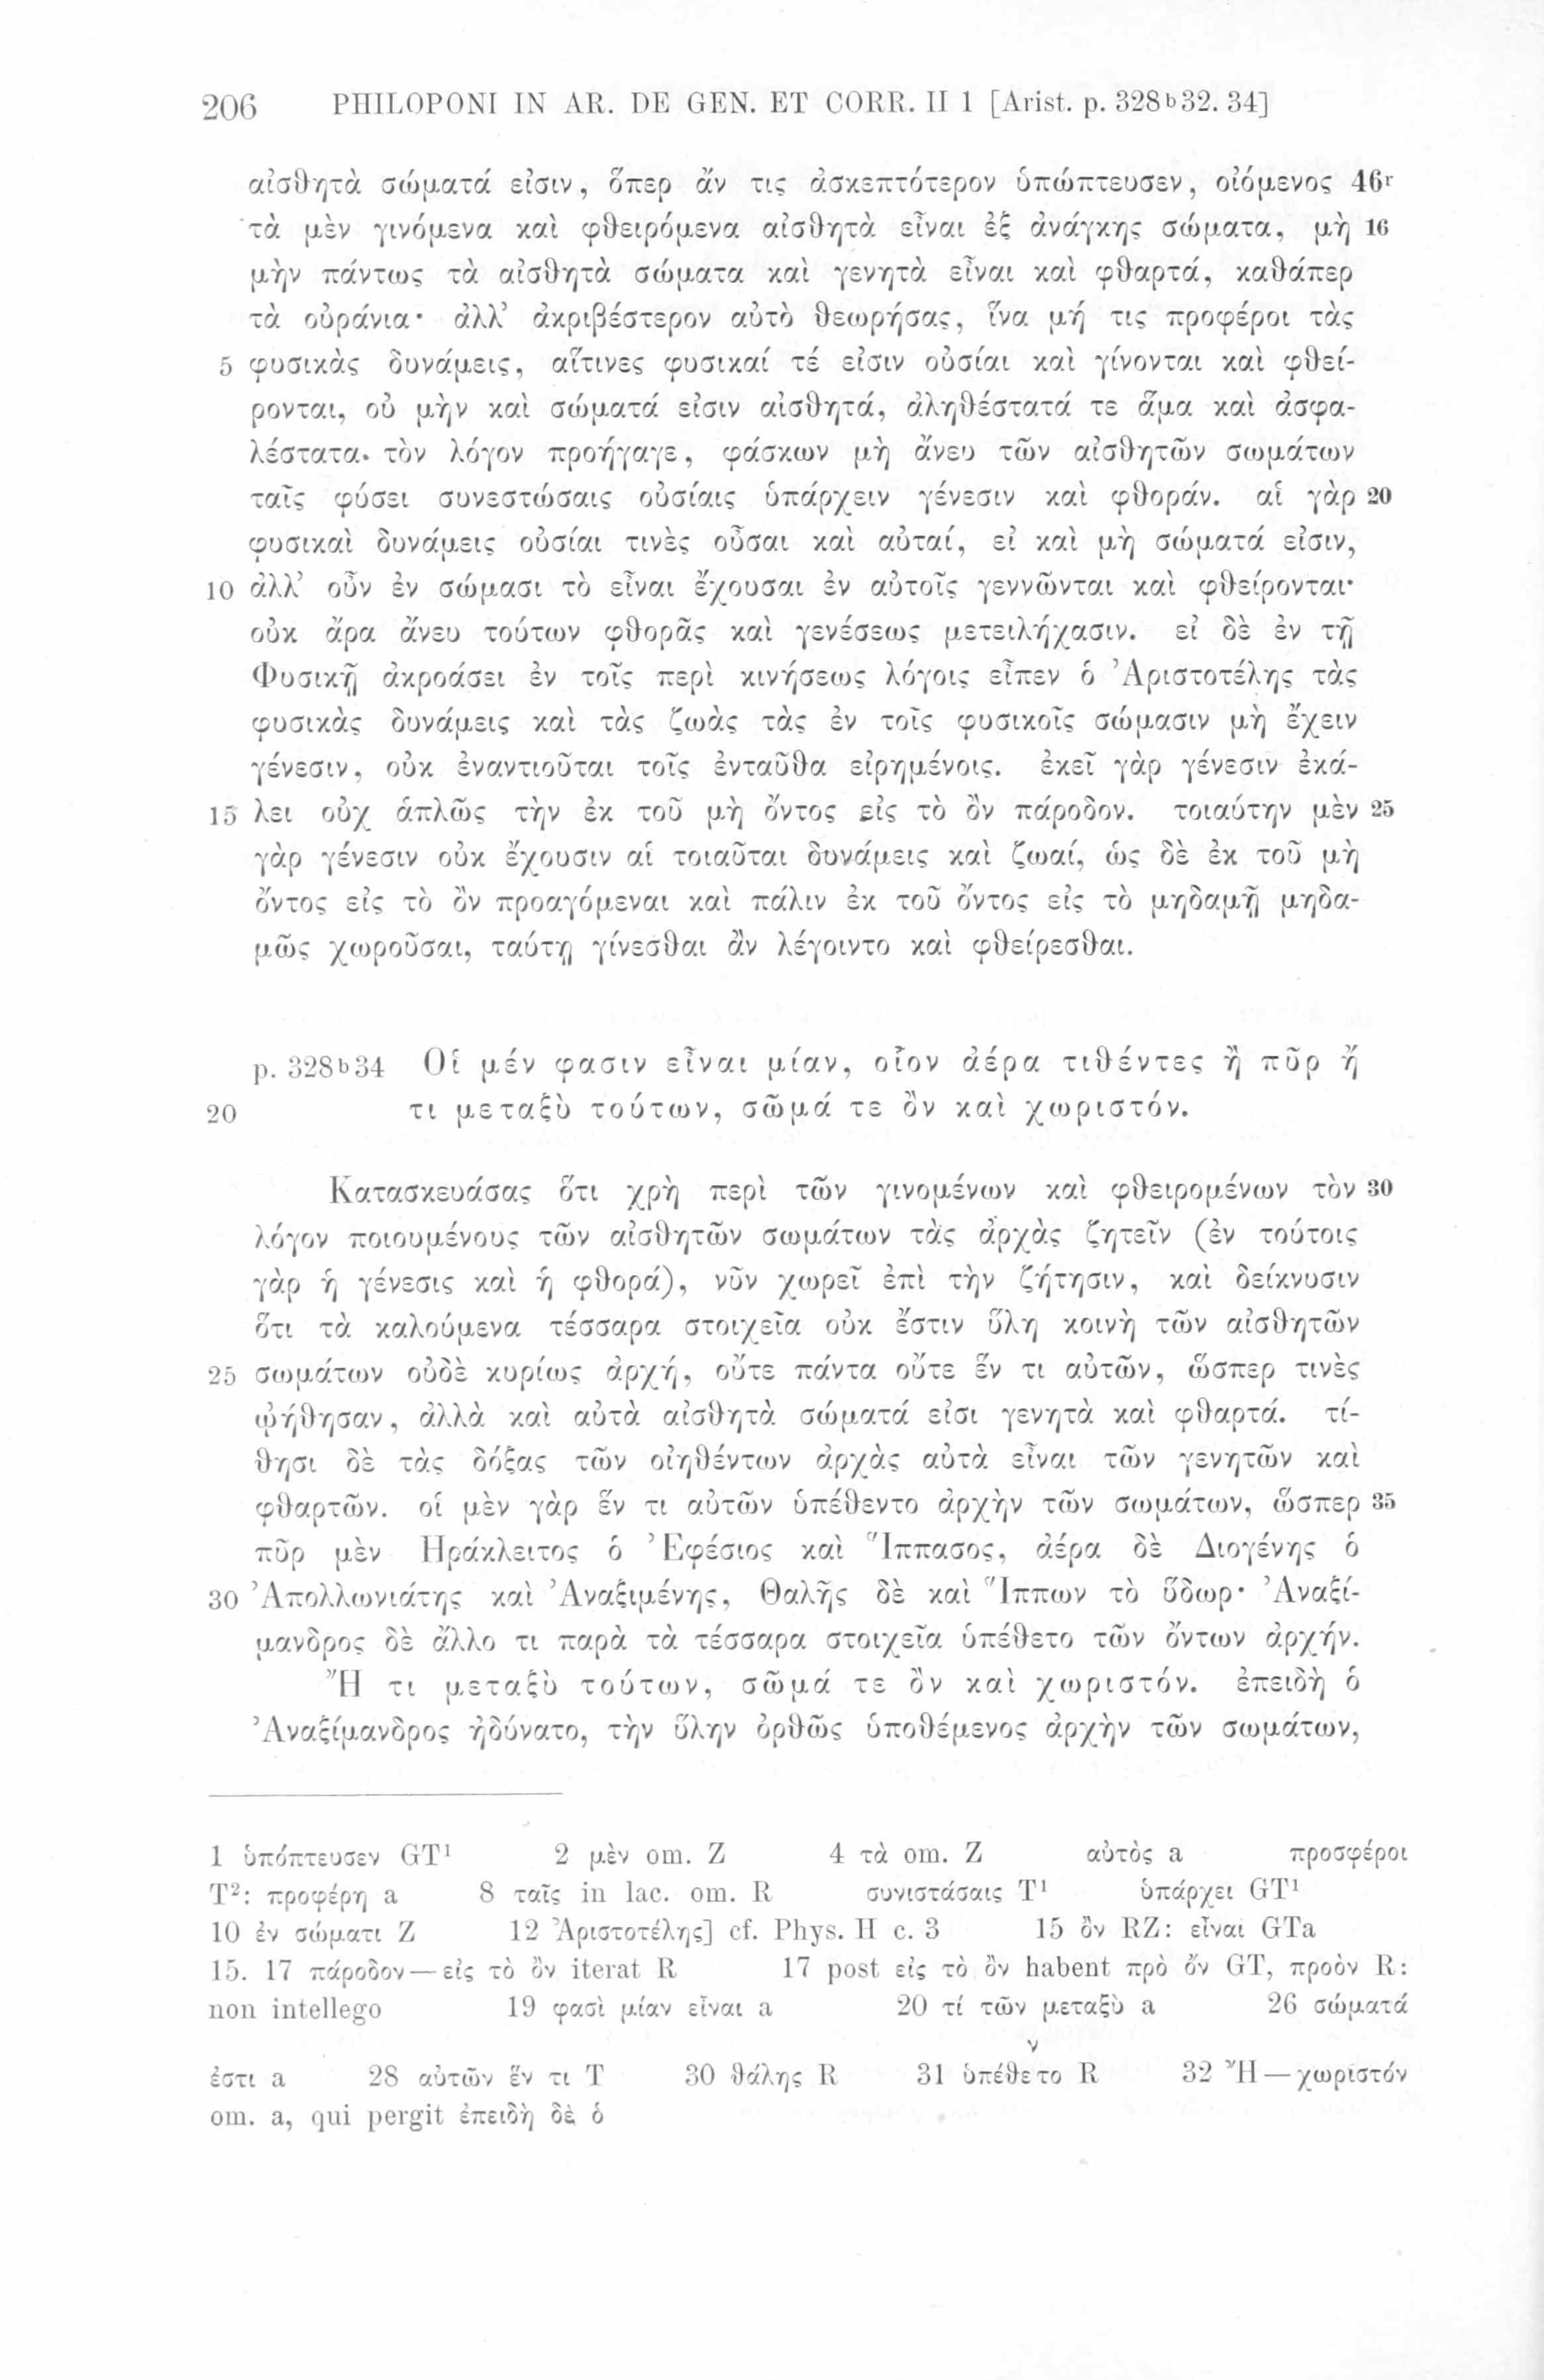 206 PHILOPONI IN AR. DE GEN. ET CORR. II 1 [Arist. p. 328b32. 34]
αἰσθητὰ σώματά εἰσιν, ὅπερ ἄν τις ἀσκεπτότερον ὑπώπτευσεν, οἰόμενος 46r
τὰ μὲν γινόμενα καὶ φθειρόμενα αἰσθητὰ εἶναι ἐξ ἀνάγκης σώματα, μὴ 16
μὴν πάντως τὰ αἰσθητὰ σώματα καὶ γενητὰ εἶναι καὶ φθαρτά, καθάπερ
τὰ οὐράνια· ἀλλ’ ἀκριβέστερον αὐτὸ θεωρήσας, ἵνα μή τις προφέροι τὰς
5 φυσικὰς δυνάμεις, αἵτινες φυσικαί τέ εἰσιν οὐσίαι καὶ γίνονται καὶ φθεί-
ρονται, οὐ μὴν καὶ σώματά εἰσιν αἰσθητά, ἀληθέστατά τε ἅμα καὶ ἀσφα-
λέστατα. τὸν λόγον προήγαγε, φάσκων μὴ ἄνευ τῶν αἰσθητῶν σωμάτων
ταῖς φύσει συνεστώσαις οὐσίαις ὑπάρχειν γένεσιν καὶ φθοράν. αἱ γὰρ 20
φυσικαὶ δυνάμεις οὐσίαι τινὲς οὖσαι καὶ αὐταί, εἰ καὶ μὴ σώματά εἰσιν,
10 ἀλλ’ οὖν ἐν σώμασι τὸ εἶναι ἔχουσαι ἐν αὐτοῖς γεννῶνται καὶ φθείρονται·
οὐκ ἄρα ἄνευ τούτων φθορᾶς καὶ γενέσεως μετειλήχασιν. εἰ δὲ ἐν τῇ
Φυσικῇ ἀκροάσει ἐν τοῖς περὶ κινήσεως λόγοις εἶπεν ὁ Ἀριστοτέλης τὰς
φυσικὰς δυνάμεις καὶ τὰς ζωὰς τὰς ἐν τοῖς φυσικοῖς σώμασιν μὴ ἔχειν
γένεσιν, οὐκ ἐναντιοῦται τοῖς ἐνταῦθα εἰρημένοις. ἐκεῖ γὰρ γένεσιν ἐκά-
15 λει οὐχ ἁπλῶς τὴν ἐκ τοῦ μὴ ὄντος εἰς τὸ ὂν πάροδον. τοιαύτην μὲν 25
γὰρ γένεσιν οὐκ ἔχουσιν αἱ τοιαῦται δυνάμεις καὶ ζωαί, ὡς δὲ ἐκ τοῦ μὴ
ὄντος εἰς τὸ ὂν προαγόμεναι καὶ πάλιν ἐκ τοῦ ὄντος εἰς τὸ μηδαμῇ μηδα-
μῶς χωροῦσαι, ταύτῃ γίνεσθαι ἂν λέγοιντο καὶ φθείρεσθαι.
p. 328b34 Οἱ μέν φασιν εἶναι μίαν, οἷον ἀέρα τιθέντες ἢ πῦρ ἤ
20 τι μεταξὺ τούτων, σῶμά τε ὂν καὶ χωριστόν.
Κατασκευάσας ὅτι χρὴ περὶ τῶν γινομένων καὶ φθειρομένων τὸν 30
λόγον ποιουμένους τῶν αἰσθητῶν σωμάτων τὰς ἀρχὰς ζητεῖν (ἐν τούτοις
γὰρ ἡ γένεσις καὶ ἡ φθορά), νῦν χωρεῖ ἐπὶ τὴν ζήτησιν, καὶ δείκνυσιν
ὅτι τὰ καλούμενα τέσσαρα στοιχεῖα οὐκ ἔστιν ὕλη κοινὴ τῶν αἰσθητῶν
25 σωμάτων οὐδὲ κυρίως ἀρχή, οὔτε πάντα οὔτε ἕν τι αὐτῶν, ὥσπερ τινὲς
ᾠήθησαν, ἀλλὰ καὶ αὐτὰ αἰσθητὰ σώματά εἰσι γενητὰ καὶ φθαρτά. τί-
θησι δὲ τὰς δόξας τῶν οἰηθέντων ἀρχὰς αὐτὰ εἶναι τῶν γενητῶν καὶ
φθαρτῶν. οἱ μὲν γὰρ ἕν τι αὐτῶν ὑπέθεντο ἀρχὴν τῶν σωμάτων, ὥσπερ 35
πῦρ μὲν Ἡράκλειτος ὁ Ἐφέσιος καὶ Ἵππασος, ἀέρα δὲ Διογένης ὁ
30 Ἀπολλωνιάτης καὶ Ἀναξιμένης, Θαλῆς δὲ καὶ Ἵππων τὸ ὕδωρ· Ἀναξί-
μανδρος δὲ ἄλλο τι παρὰ τὰ τέσσαρα στοιχεῖα ὑπέθετο τῶν ὄντων ἀρχήν.
Ἤ τι μεταξὺ τούτων, σῶμά τε ὂν καὶ χωριστόν. ἐπειδὴ ὁ
Ἀναξίμανδρος ἠδύνατο, τὴν ὕλην ὀρθῶς ὑποθέμενος ἀρχὴν τῶν σωμάτων,
1 ὑπόπτευσεν GT1 2 μὲν om. Z 4 τὰ om. Z αὐτὸς a προσφέροι
T2: προφέρῃ a 8 ταῖς in lac. om. R συνιστάσαις T1 ὑπάρχει GT1
10 ἐν σώματι Z 12 Ἀριστοτέλης] cf. Phys. II c. 3 15 ὂν RZ: εἶναι GTa
15. 17 πάροδον—εἰς τὸ ὂν iterat R 17 post εἰς τὸ ὂν habent πρὸ ὂν GT, προὸν R:
non intellego 19 φασὶ μίαν εἶναι a 20 τί τῶν μεταξὺ a 26 σώματά
ν
ἐστι a 28 αὐτῶν ἕν τι T 30 θάλης R 31 ὑπέθετο R 32 Ἤ—χωριστόν
om. a, qui pergit ἐπειδὴ δὲ ὁ